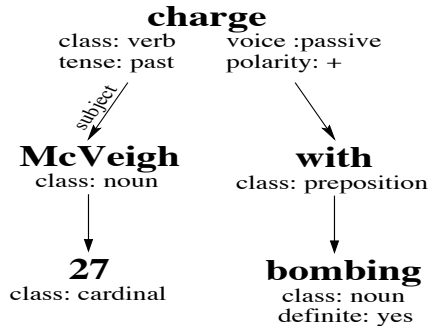 charge
class: verb voice :passive
tense: past polarity: +
subject
McVeigh with
class: noun class: preposition
27 bombing
class: cardinal class: noun
definite: yes